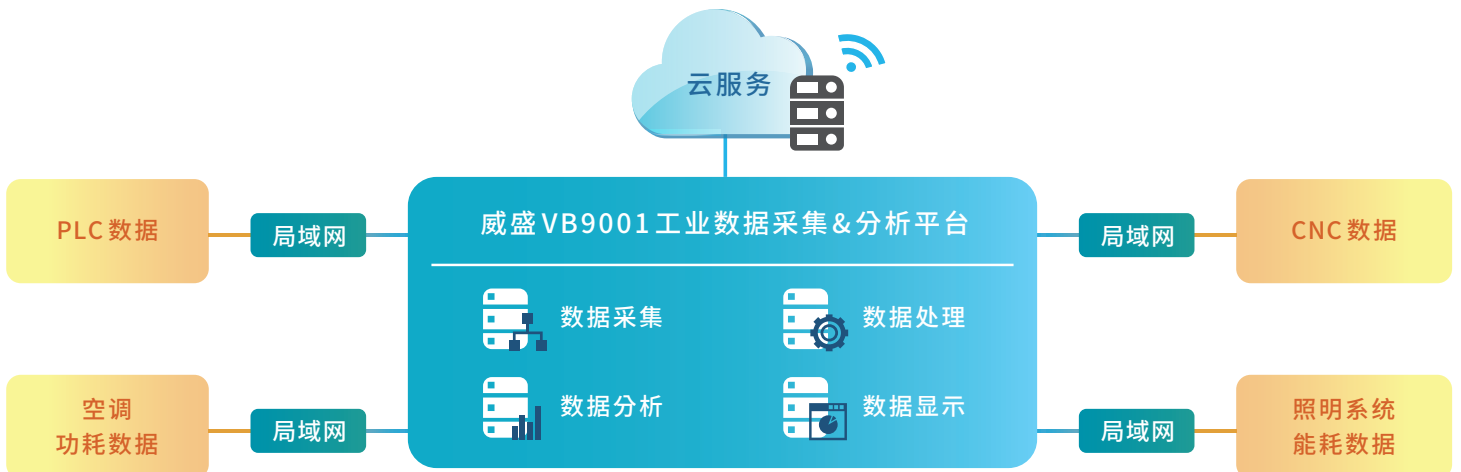 云服务
威盛VB9001工业数据采集&分析平台
PLC数据
局域网
局域网
CNC数据
数据采集
数据处理
空调
功耗数据
局域网
数据分析
数据显示
局域网
照明系统
能耗数据